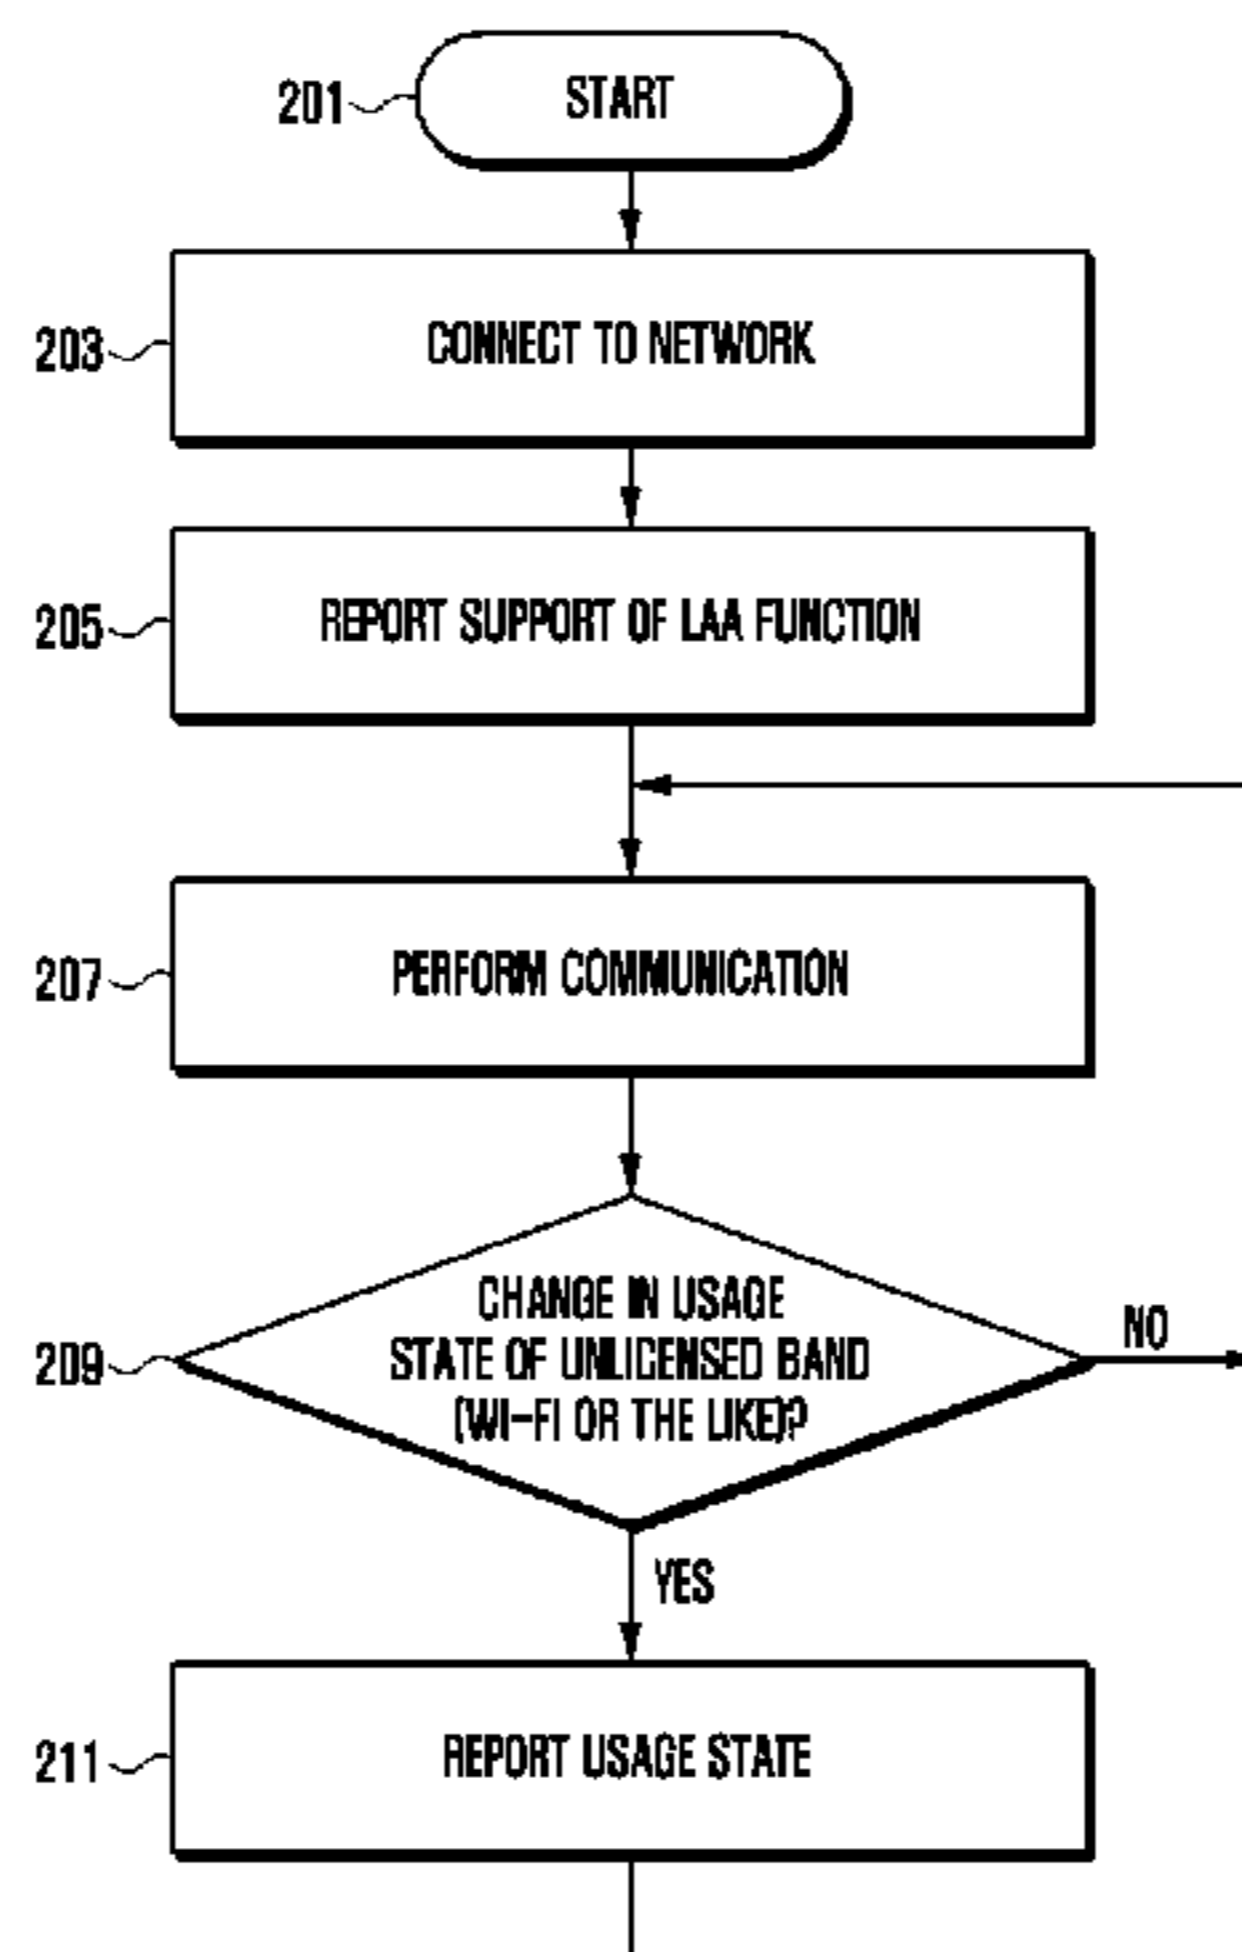 201
START
203
CONNECT TO NETWORK
205
REPORT SUPPORT OF LAA FUNCTION
207
PERFORM COMMUNICATION
209
CHANGE IN USAGE
STATE OF UNLICENSED BAND
(WI-FI OR THE LIKE)?
NO
YES
211
REPORT USAGE STATE